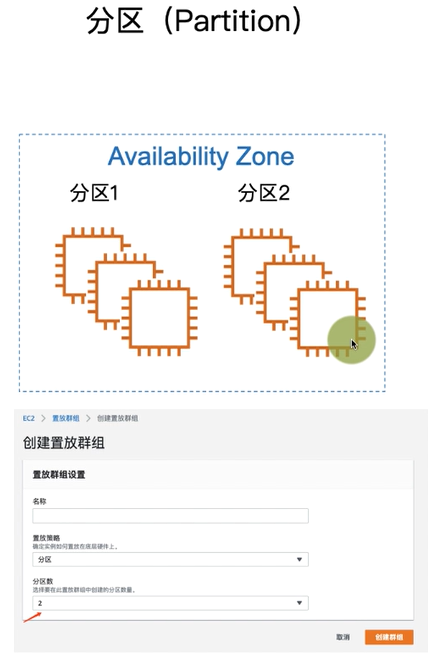 分区（Partition）
Availability Zone
分区1 分区2
EC2 > 置放群组 > 创建置放群组
创建置放群组
置放群组设置
名称
置放策略
确定实例如何置放在底层硬件上。
分区
分区数
选择要在此置放群组中创建的分区数量。
2
取消 创建群组